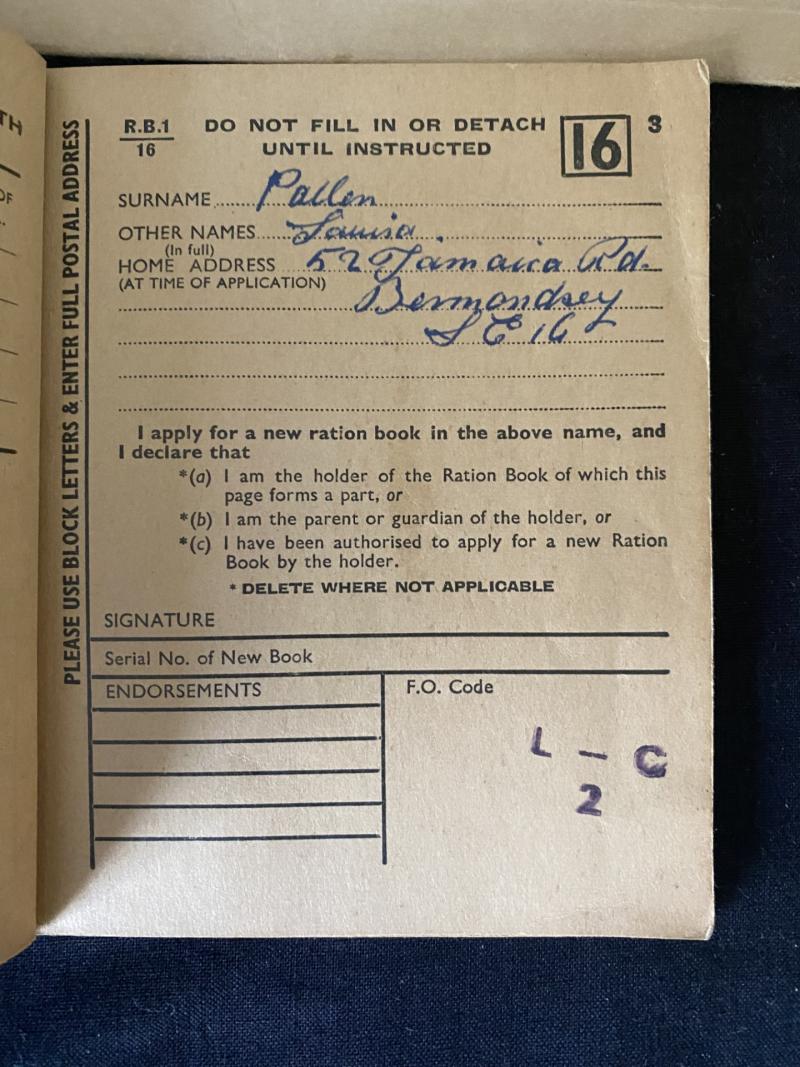 TH
OF
PLEASE USE BLOCK LETTERS & ENTER FULL POSTAL ADDRESS
R.B.1
16
DO NOT FILL IN OR DETACH
UNTIL INSTRUCTED
16
3
SURNAME Pallen
OTHER NAMES Louisa
(In full)
HOME ADDRESS 52 Jamaica Rd.
(AT TIME OF APPLICATION)
Bermondsey
SE 16
I apply for a new ration book in the above name, and
I declare that
*(a) I am the holder of the Ration Book of which this
page forms a part, or
*(b) I am the parent or guardian of the holder, or
*(c) I have been authorised to apply for a new Ration
Book by the holder.
* DELETE WHERE NOT APPLICABLE
SIGNATURE
Serial No. of New Book
ENDORSEMENTS
F.O. Code
L — C
2